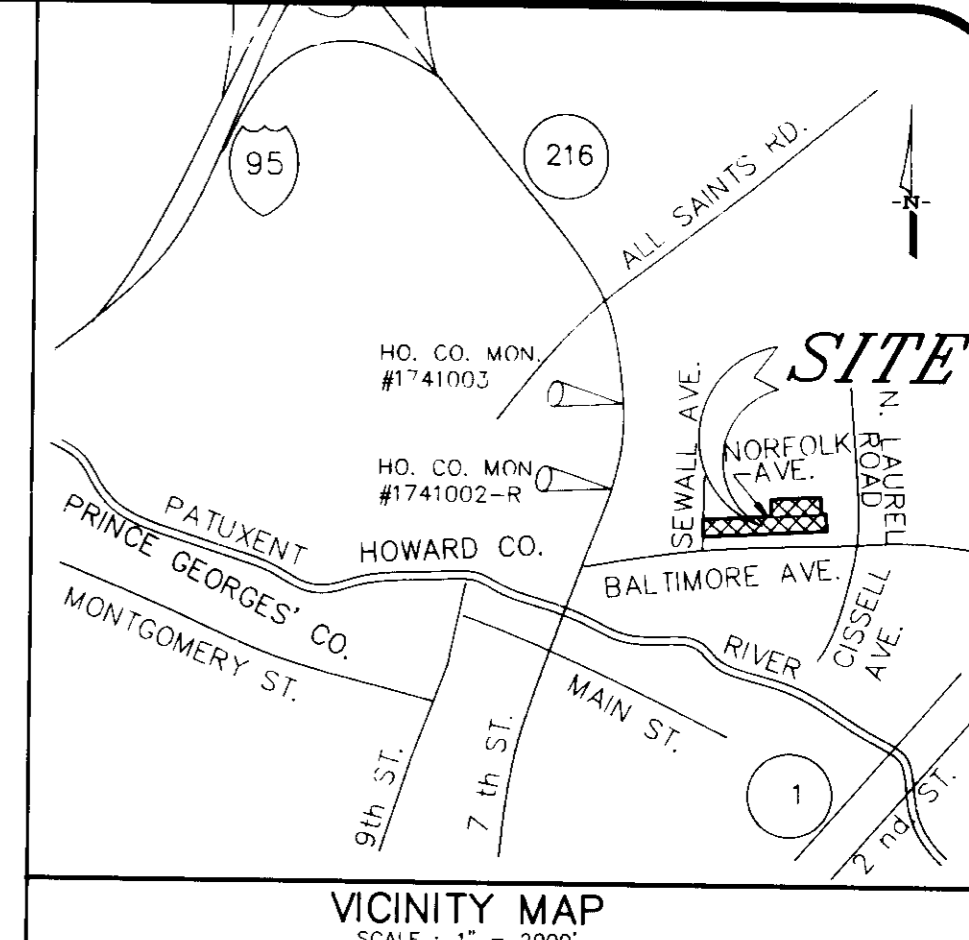 95
216
ALL SAINTS RD.
-N-
HO. CO. MON.
#1741003
SITE
SEWALL AVE.
N. LAUREL
ROAD
NORFOLK
AVE.
HO. CO. MON
#1741002-R
PATUXENT
HOWARD CO.
PRINCE GEORGES' CO.
BALTIMORE AVE.
MONTGOMERY ST.
RIVER
CISSELL
AVE.
MAIN ST.
9th ST.
7 th ST.
1
2 nd. ST.
VICINITY MAP